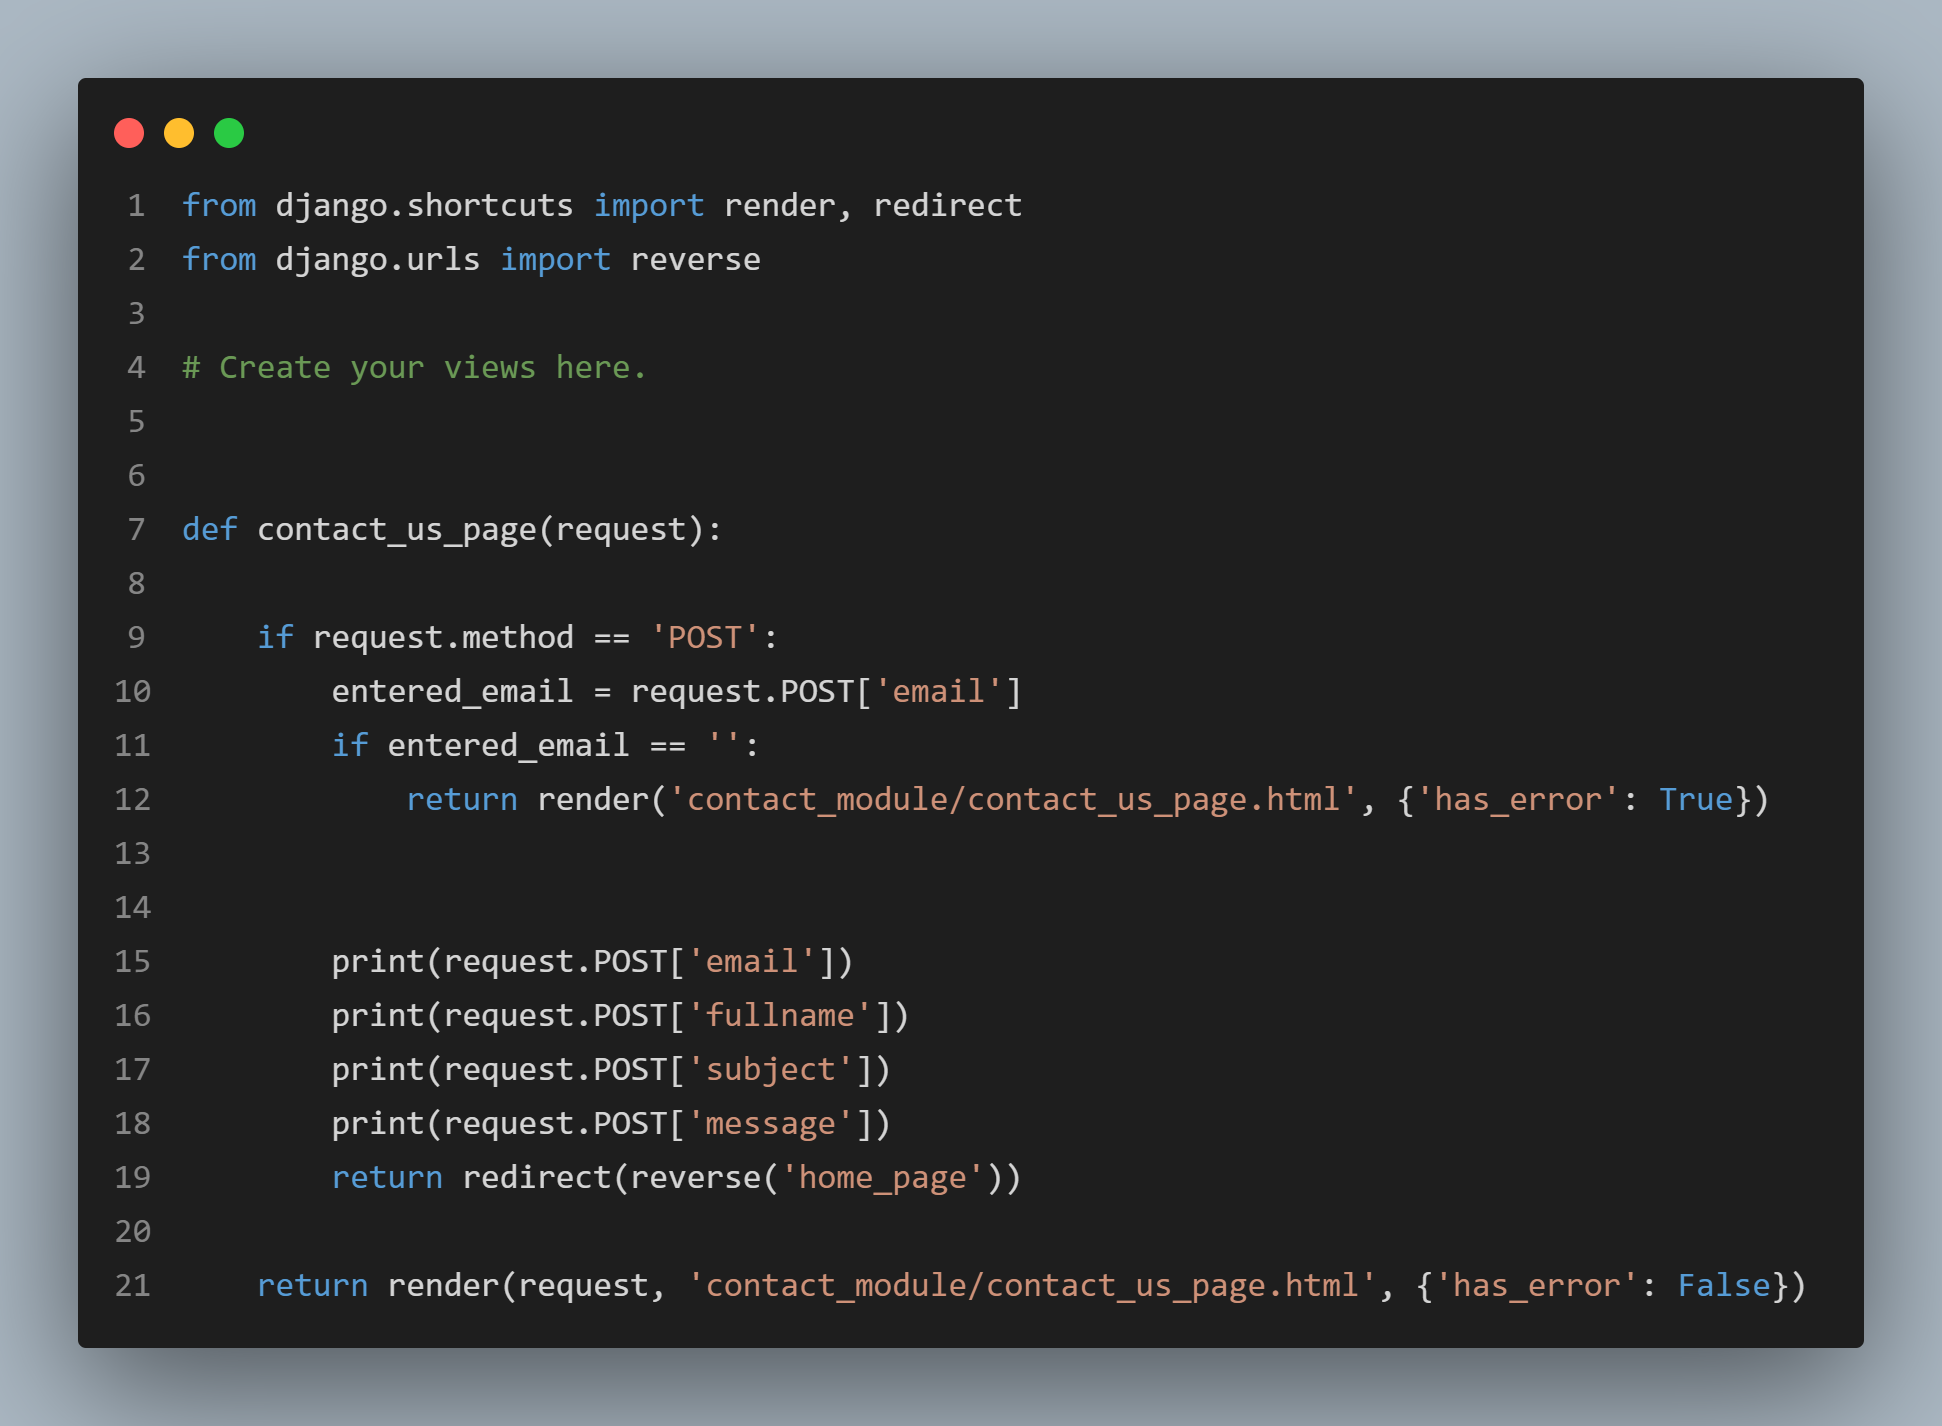 1 from django.shortcuts import render, redirect
2 from django.urls import reverse
3
4 # Create your views here.
5
6
7 def contact_us_page(request):
8
9     if request.method == 'POST':
10         entered_email = request.POST['email']
11         if entered_email == '':
12             return render('contact_module/contact_us_page.html', {'has_error': True})
13
14
15         print(request.POST['email'])
16         print(request.POST['fullname'])
17         print(request.POST['subject'])
18         print(request.POST['message'])
19         return redirect(reverse('home_page'))
20
21     return render(request, 'contact_module/contact_us_page.html', {'has_error': False})